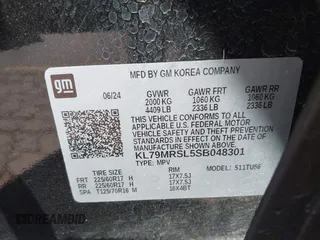 gm
MFD BY GM KOREA COMPANY
06/24 GVWR GAWR FRT GAWR RR
2000 KG 1060 KG 1060 KG
4409 LB 2336 LB 2336 LB
THIS VEHICLE CONFORMS TO ALL
APPLICABLE U.S. FEDERAL MOTOR
VEHICLE SAFETY AND THEFT
PREVENTION STANDARDS IN EFFECT
ON THE DATE OF MANUFACTURE
SHOWN ABOVE.
KL79MRSL5SB048301
TYPE: MPV MODEL: S11TU56
TIRE SIZE RIM
FRT 225/60R17 H 17X7.5J
RR 225/60R17 H 17X7.5J
SPA T125/70R16 M 16X4BT
AUTOBIDMD